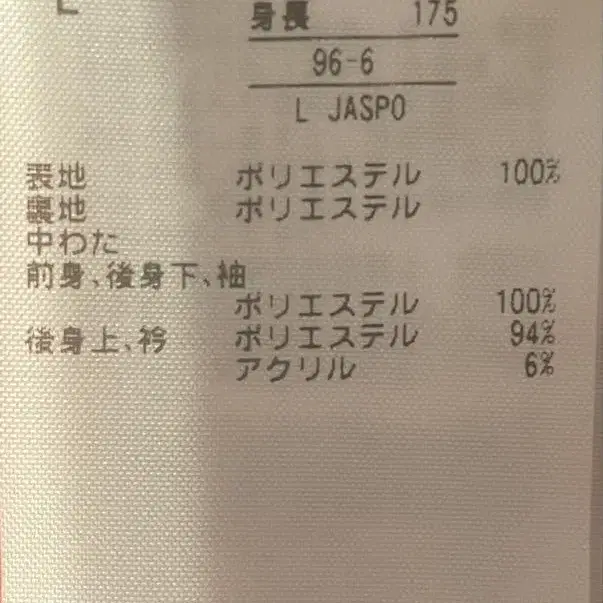 L
身長 175
96-6
L JASPO
表地 ポリエステル 100%
裏地 ポリエステル
中わた
前身、後身下、袖
ポリエステル 100%
後身上、衿 ポリエステル 94%
アクリル 6%